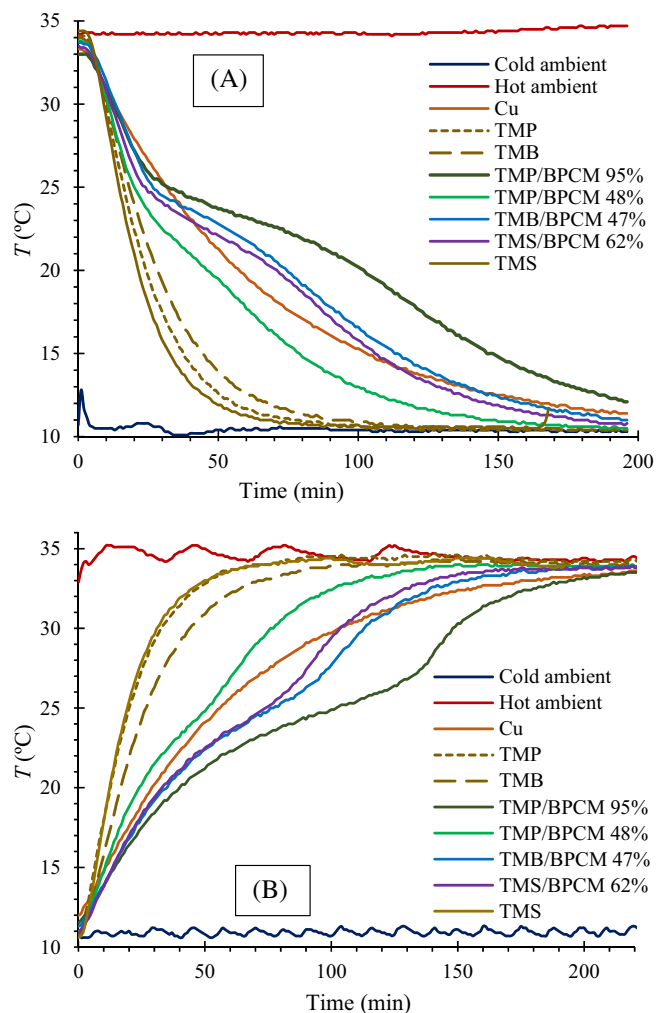 35
(A)
Cold ambient
Hot ambient
Cu
TMP
TMB
TMP/BPCM 95%
TMP/BPCM 48%
TMB/BPCM 47%
TMS/BPCM 62%
TMS
30
25
T (ºC)
20
15
10
0
50
100
150
200
Time (min)
35
30
25
T (ºC)
20
15
10
Cold ambient
Hot ambient
Cu
TMP
TMB
TMP/BPCM 95%
TMP/BPCM 48%
TMB/BPCM 47%
TMS/BPCM 62%
TMS
(B)
0
50
100
150
200
Time (min)